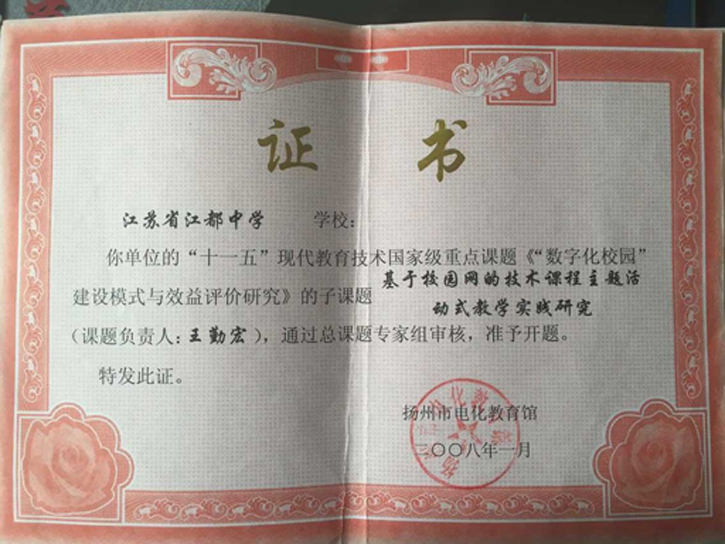 证 书
江苏省江都中学 学校：
你单位的“十一五”现代教育技术国家级重点课题《“数字化校园”
建设模式与效益评价研究》的子课题 基于校园网的技术课程主题活
动式教学实践研究
（课题负责人：王勤宏），通过总课题专家组审核，准予开题。
特发此证。
扬州市电化教育馆
二〇〇八年一月